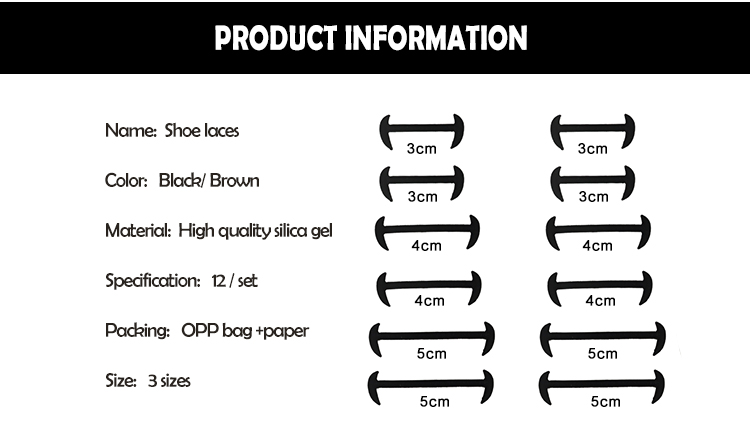 PRODUCT INFORMATION
Name: Shoe laces
3cm 3cm
Color: Black/ Brown
3cm 3cm
Material: High quality silica gel
4cm 4cm
Specification: 12 / set
4cm 4cm
Packing: OPP bag +paper
5cm 5cm
Size: 3 sizes
5cm 5cm